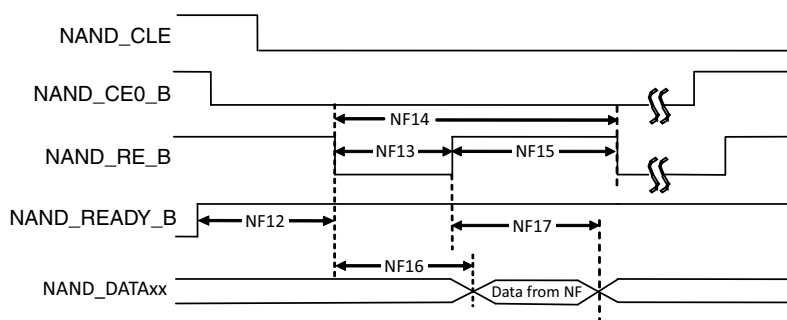 NAND_CLE
NAND_CE0_B
NF14
NAND_RE_B
NF13
NF15
NAND_READY_B
NF12
NF17
NF16
NAND_DATAxx
Data from NF